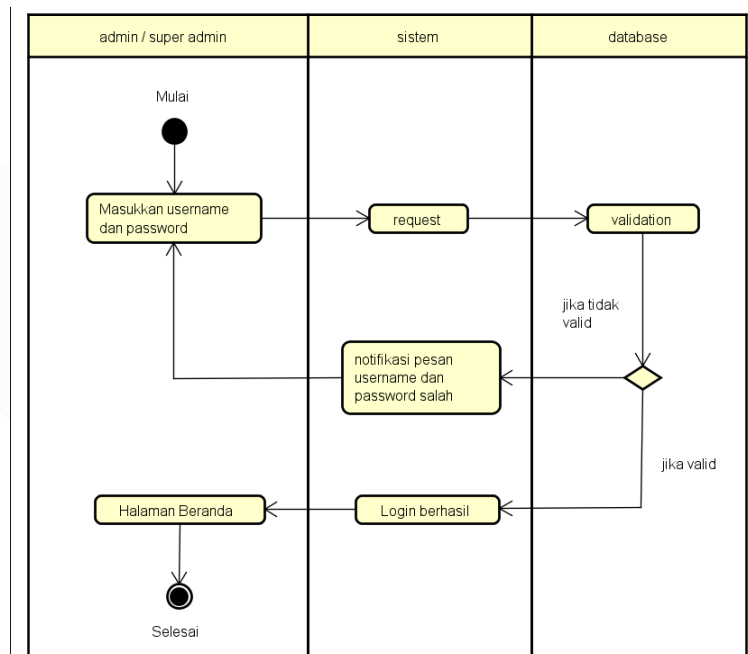 admin / super admin
sistem
database
Mulai
Masukkan username
dan password
request
validation
jika tidak
valid
notifikasi pesan
username dan
password salah
jika valid
Halaman Beranda
Login berhasil
Selesai